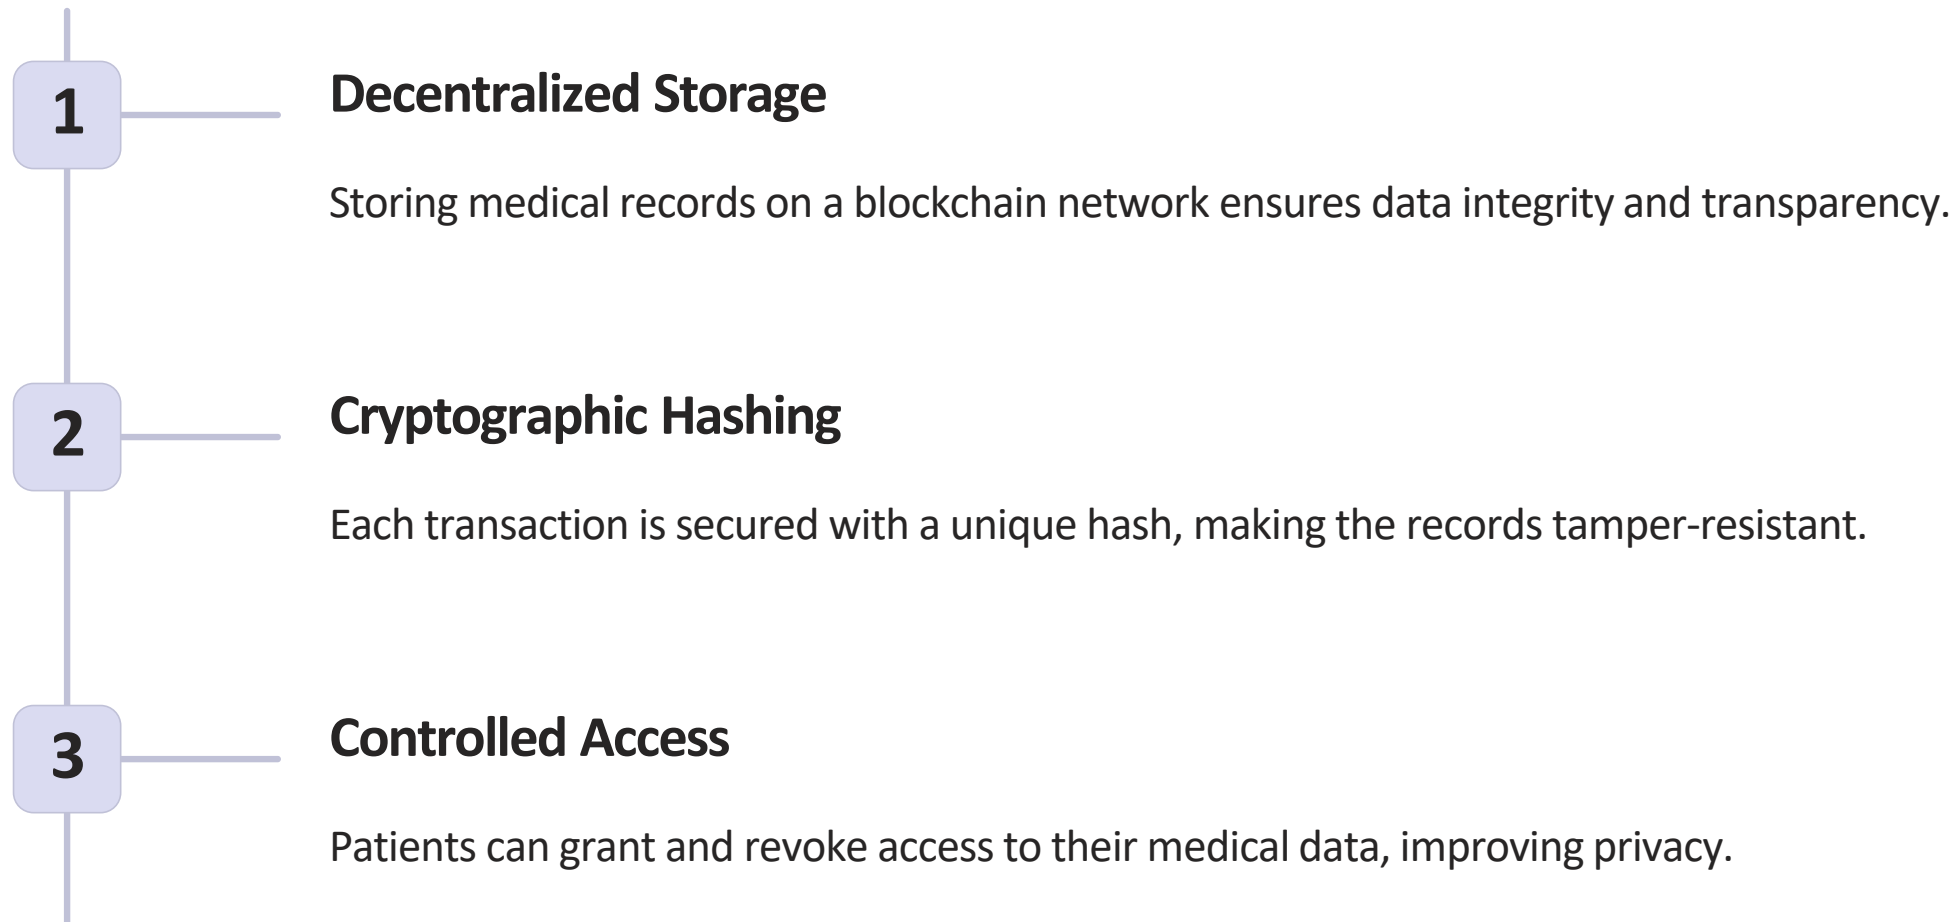 1
Decentralized Storage
Storing medical records on a blockchain network ensures data integrity and transparency.
2
Cryptographic Hashing
Each transaction is secured with a unique hash, making the records tamper-resistant.
3
Controlled Access
Patients can grant and revoke access to their medical data, improving privacy.